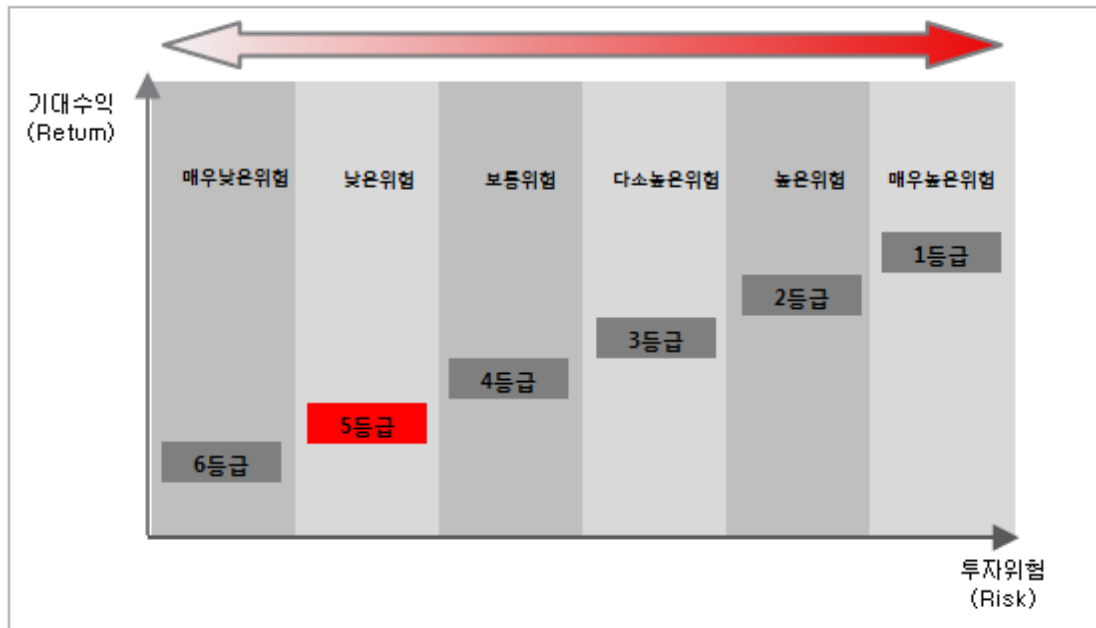 기대수익
(Retum)
매우낮은위험
낮은위험
보통위험
다소높은위험
높은위험
매우높은위험
1등급
2등급
3등급
4등급
5등급
6등급
투자위험
(Risk)